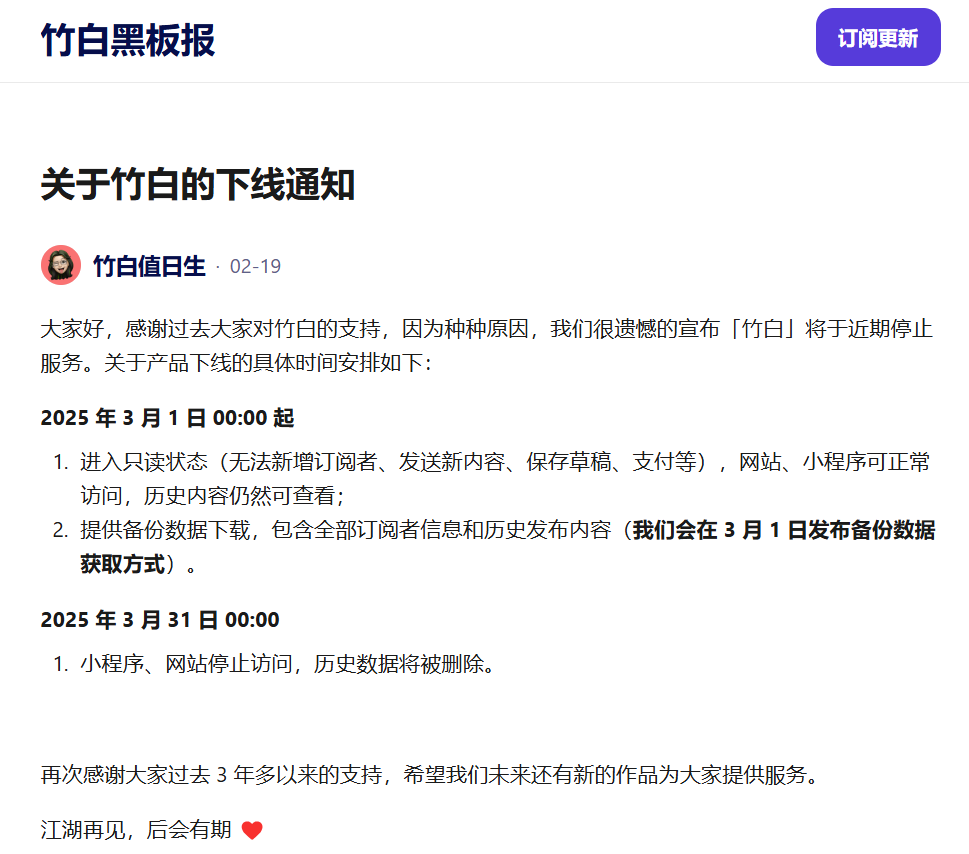 竹白黑板报
订阅更新
关于竹白的下线通知
竹白值日生 · 02-19
大家好，感谢过去大家对竹白的支持，因为种种原因，我们很遗憾的宣布「竹白」将于近期停止
服务。关于产品下线的具体时间安排如下：
2025 年 3 月 1 日 00:00 起
1. 进入只读状态（无法新增订阅者、发送新内容、保存草稿、支付等），网站、小程序可正常
访问，历史内容仍然可查看；
2. 提供备份数据下载，包含全部订阅者信息和历史发布内容（我们会在 3 月 1 日发布备份数据
获取方式）。
2025 年 3 月 31 日 00:00
1. 小程序、网站停止访问，历史数据将被删除。
再次感谢大家过去 3 年多以来的支持，希望我们未来还有新的作品为大家提供服务。
江湖再见，后会有期 ❤️